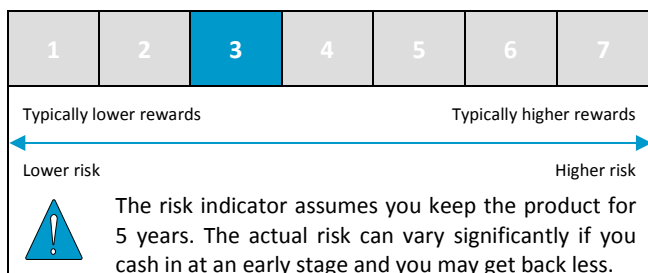 1 2 3 4 5 6 7
Typically lower rewards Typically higher rewards
Lower risk Higher risk
The risk indicator assumes you keep the product for
5 years. The actual risk can vary significantly if you
cash in at an early stage and you may get back less.